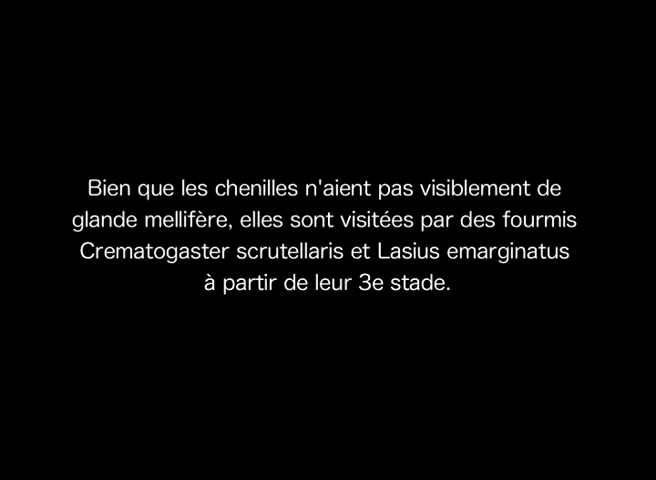 Bien que les chenilles n'aient pas visiblement de
glande mellifère, elles sont visitées par des fourmis
Crematogaster scrutellaris et Lasius emarginatus
à partir de leur 3e stade.